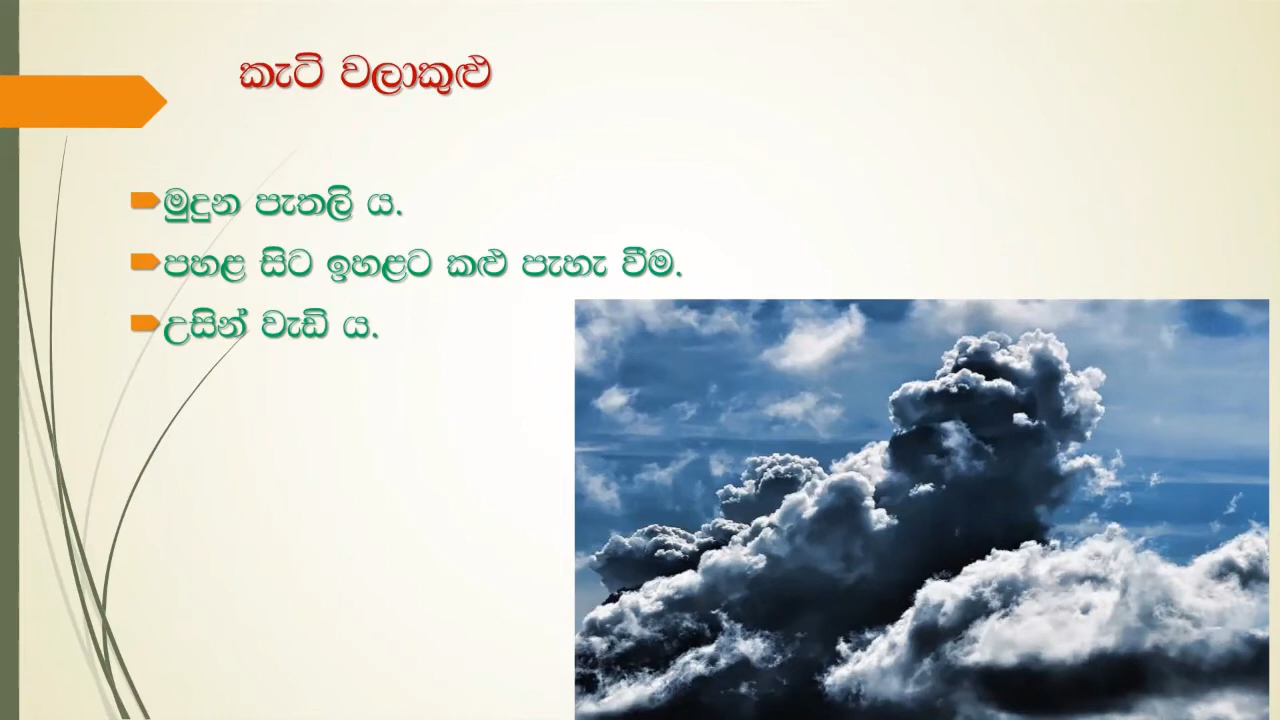 කැටි වලාකුළු
මුදුන පැතලි ය.
පහළ සිට ඉහළට කළු පැහැ වීම.
උසින් වැඩි ය.